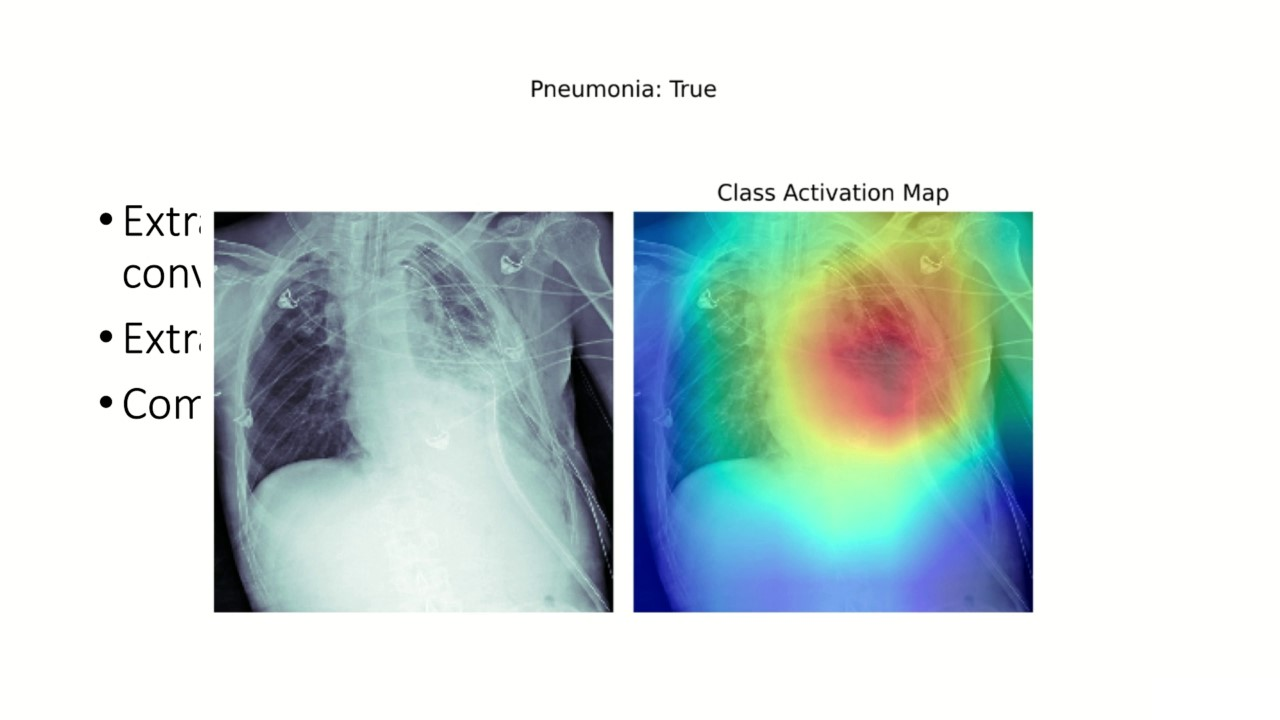 Pneumonia: True
Class Activation Map
• Extra
conv
• Extra
• Com